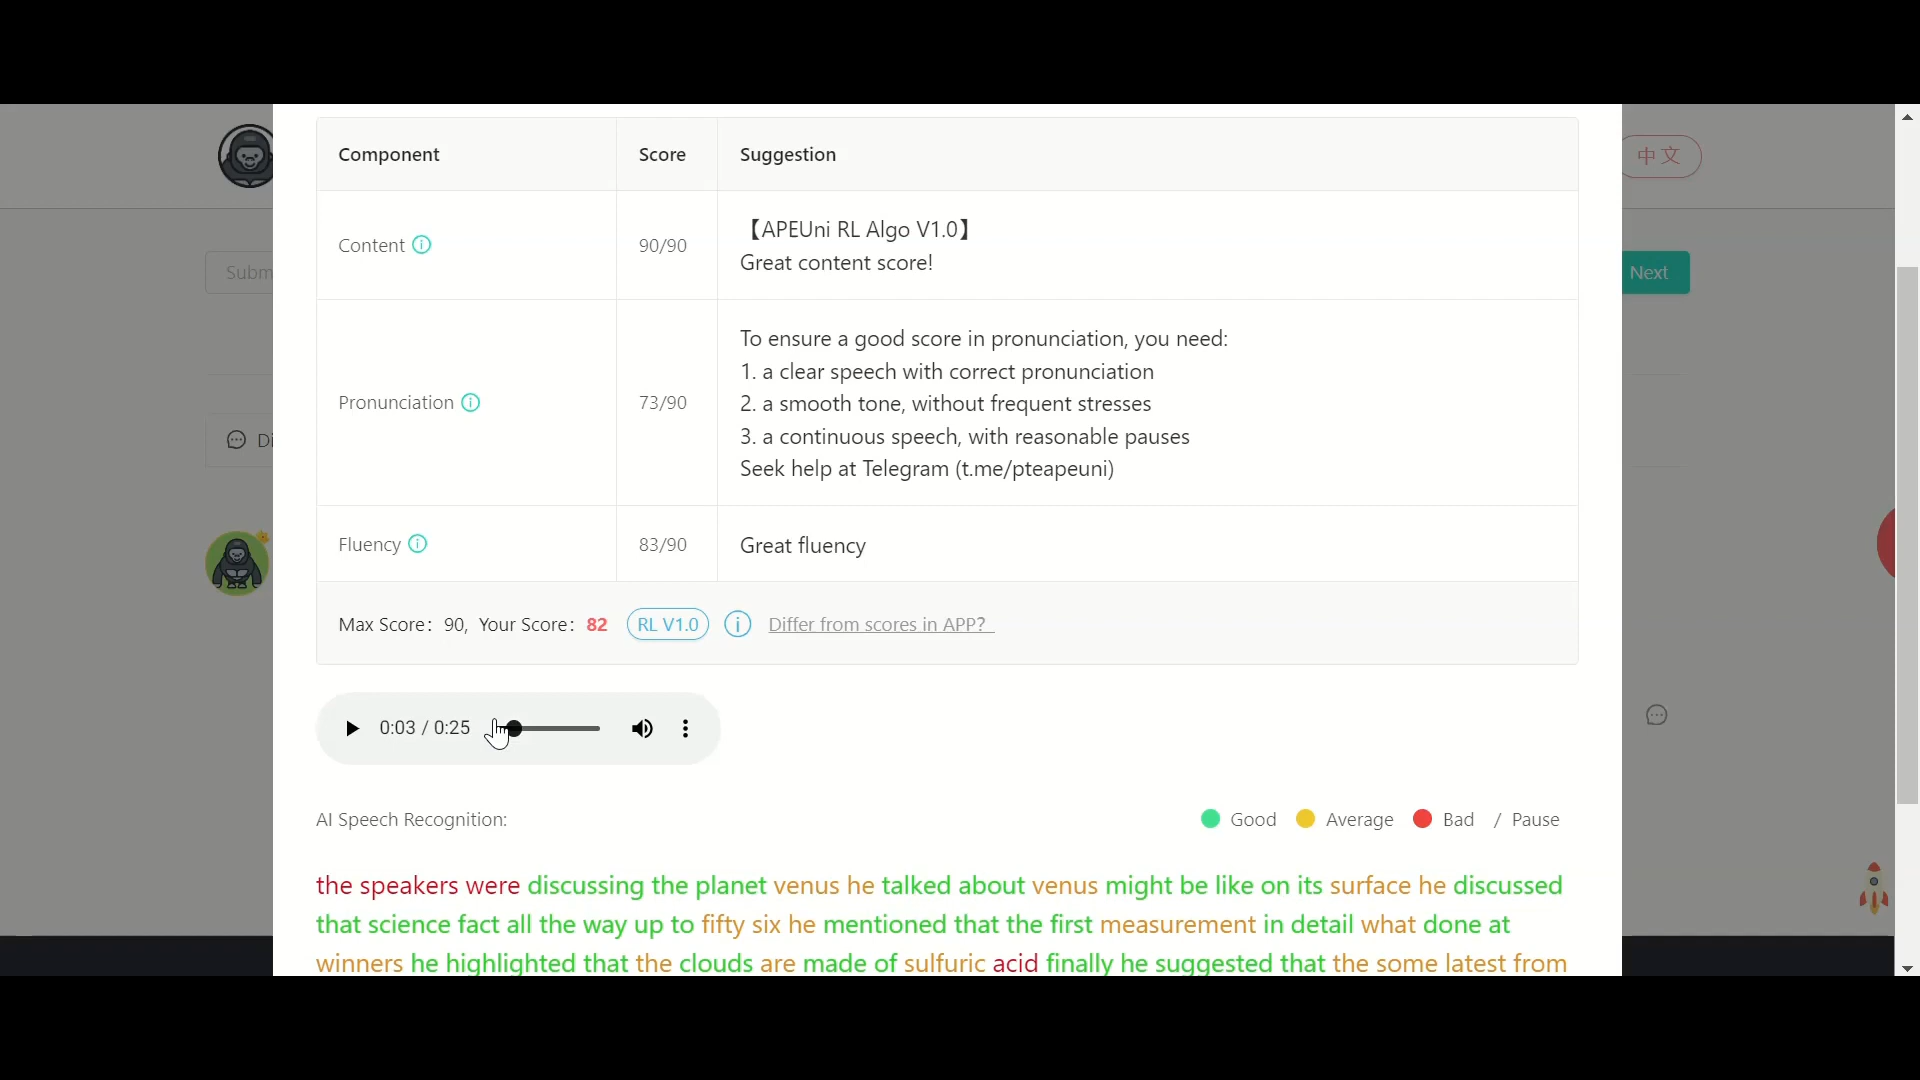 Component Score Suggestion
中文
Content 90/90 【APEUni RL Algo V1.0】
Great content score!
Subm
Next
To ensure a good score in pronunciation, you need:
1. a clear speech with correct pronunciation
Pronunciation 73/90 2. a smooth tone, without frequent stresses
3. a continuous speech, with reasonable pauses
Di
Seek help at Telegram (t.me/pteapeuni)
Fluency 83/90 Great fluency
Max Score: 90, Your Score: 82 RL V1.0 Differ from scores in APP?
0:03 / 0:25
AI Speech Recognition: Good Average Bad / Pause
the speakers were discussing the planet venus he talked about venus might be like on its surface he discussed
that science fact all the way up to fifty six he mentioned that the first measurement in detail what done at
winners he highlighted that the clouds are made of sulfuric acid finally he suggested that the some latest from